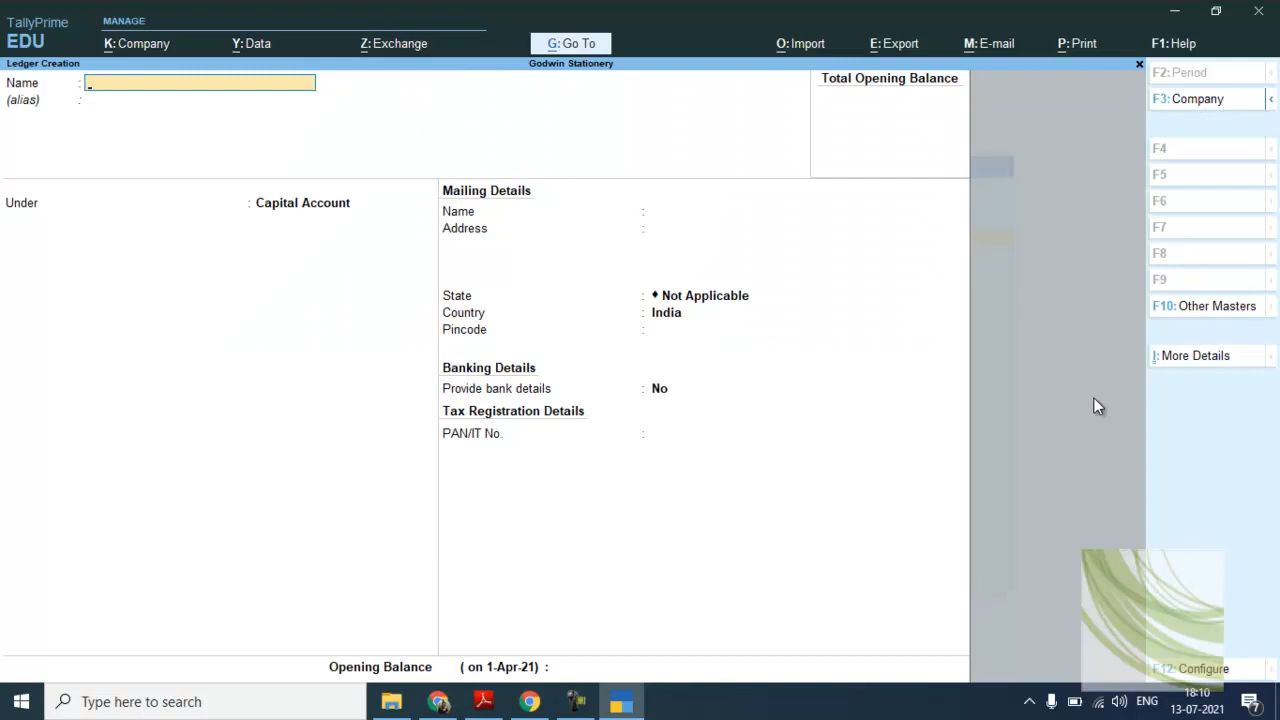 TallyPrime
EDU
MANAGE
K: Company
Y: Data
Z: Exchange
G: Go To
O: Import
E: Export
M: E-mail
P: Print
F1: Help
Ledger Creation
Godwin Stationery
x
Name :
(alias) :
Total Opening Balance
Under : Capital Account
Mailing Details
Name :
Address :
State : ♦ Not Applicable
Country : India
Pincode :
Banking Details
Provide bank details : No
Tax Registration Details
PAN/IT No. :
Opening Balance ( on 1-Apr-21) :
F2: Period
F3: Company
F4
F5
F6
F7
F8
F9
F10: Other Masters
I: More Details
F12: Configure
Type here to search
ENG
18:10
13-07-2021
7